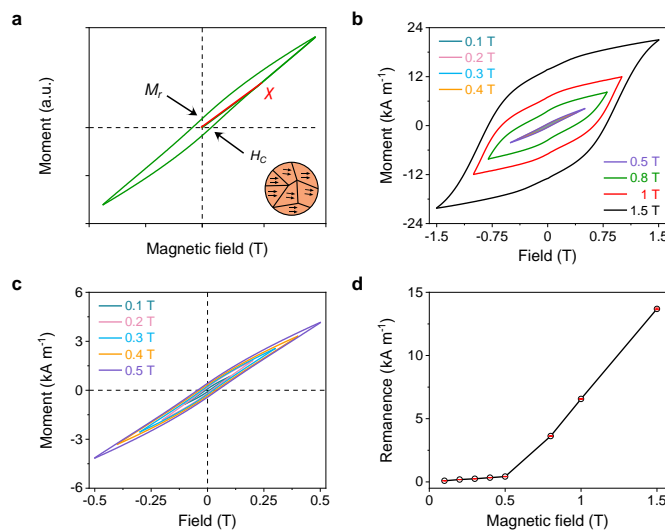 a
Moment (a.u.)
Mr
χ
Hc
Magnetic field (T)
b
Moment (kA m-1)
24
12
0
-12
-24
0.1 T
0.2 T
0.3 T
0.4 T
0.5 T
0.8 T
1 T
1.5 T
-1.5
-0.75
0
0.75
1.5
Field (T)
c
Moment (kA m-1)
6
3
0
-3
-6
0.1 T
0.2 T
0.3 T
0.4 T
0.5 T
-0.5
-0.25
0
0.25
0.5
Field (T)
d
Remanence (kA m-1)
15
10
5
0
0
0.5
1.0
1.5
Magnetic field (T)